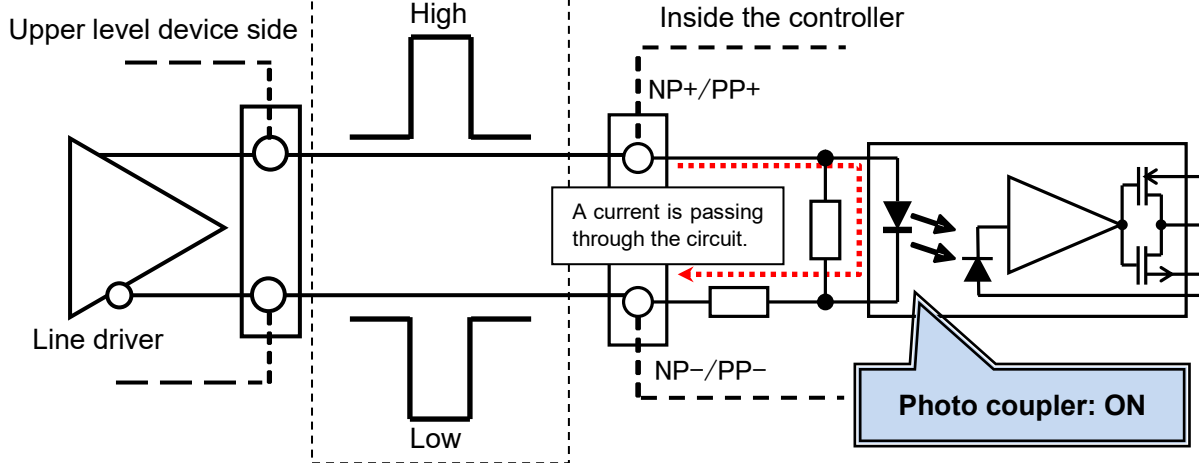 High
Inside the controller
Upper level device side
NP+/PP+
A current is passing
through the circuit.
Line driver
NP−/PP−
Photo coupler: ON
Low